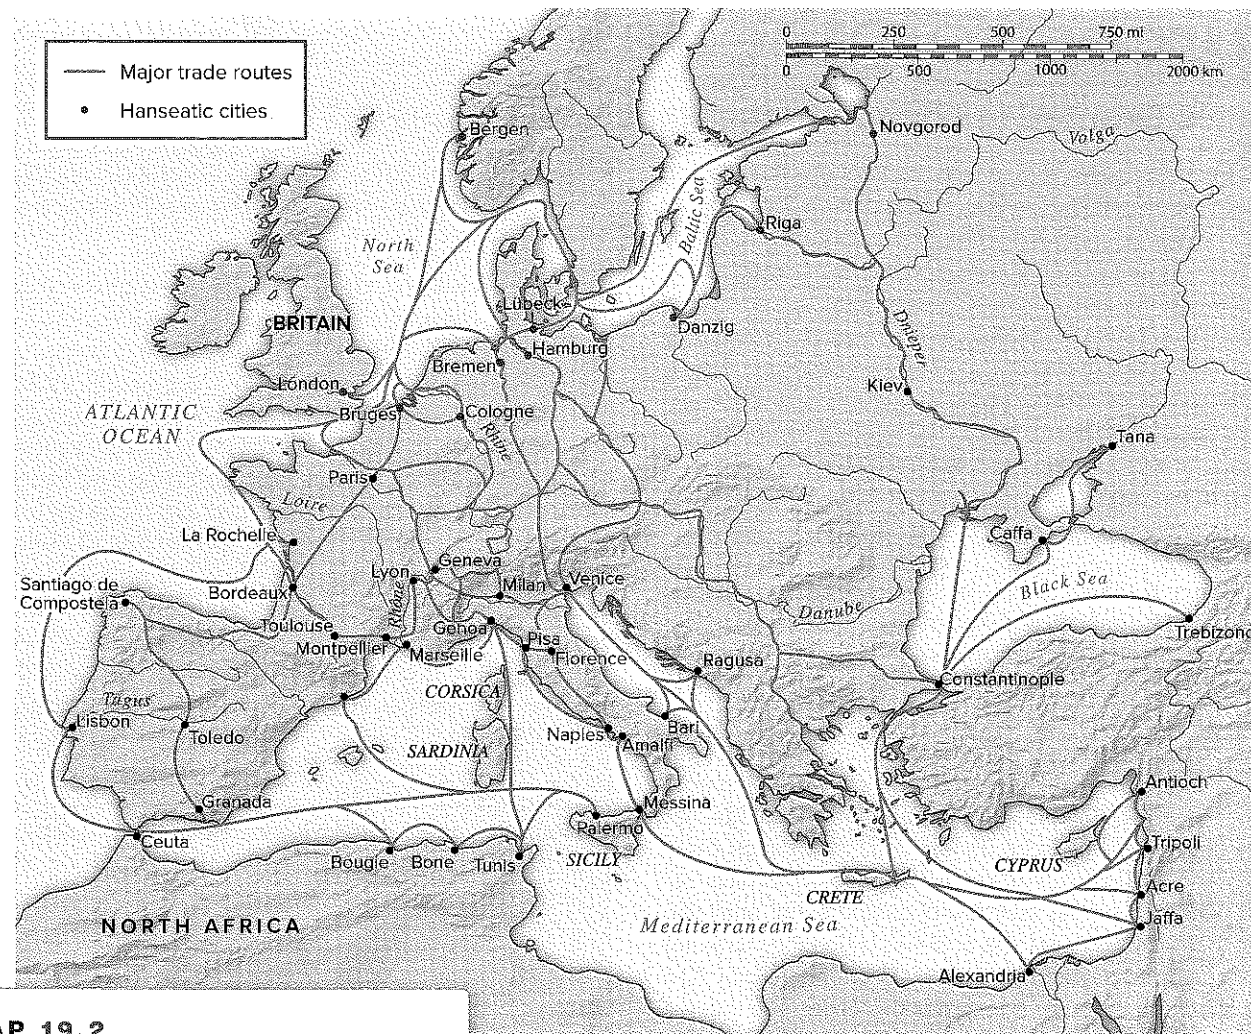 0 250 500 750 mi
0 500 1000 2000 km
Major trade routes
Hanseatic cities
Bergen
Novgorod
Volga
North
Sea
Baltic Sea
Riga
Lübeck
BRITAIN
Danzig
Dnieper
Hamburg
Bremen
London
Kiev
ATLANTIC
OCEAN
Bruges
Cologne
Rhine
Tana
Paris
Loire
La Rochelle
Caffa
Geneva
Lyon
Milan
Venice
Black Sea
Santiago de
Compostela
Bordeaux
Rhône
Danube
Toulouse
Genoa
Trebizond
Montpellier
Marseille
Pisa
Florence
Ragusa
CORSICA
Constantinople
Tagus
Lisbon
Toledo
SARDINIA
Naples
Amalfi
Bari
Antioch
Granada
Messina
Palermo
Ceuta
Bougie
Bone
Tunis
SICILY
Tripoli
CYPRUS
CRETE
Acre
NORTH AFRICA
Mediterranean Sea
Jaffa
Alexandria
AP 19.2